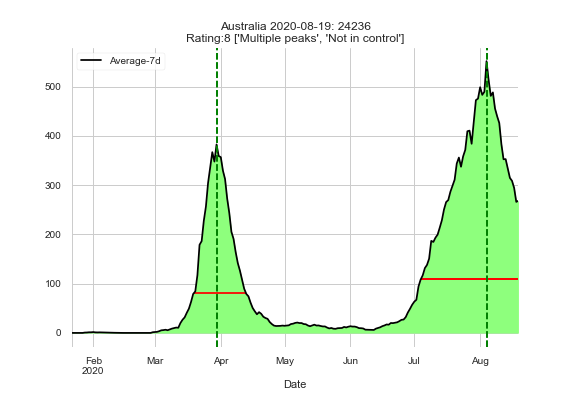 Australia 2020-08-19: 24236
Rating:8 ['Multiple peaks', 'Not in control']
Average-7d
500
400
300
200
100
0
Feb Mar Apr May Jun Jul Aug
2020
Date